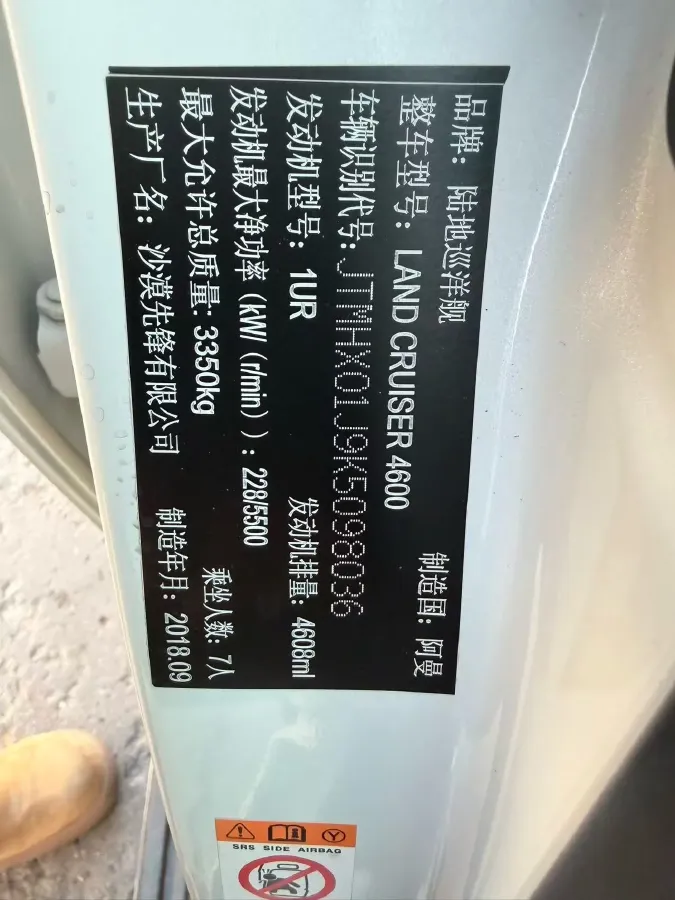 品牌：陆地巡洋舰 制造国：阿曼
整车型号：LAND CRUISER 4600
车辆识别代号：JTMHX01J9K5098036
发动机型号：1UR 发动机排量：4608ml
发动机最大净功率（kW/（r/min））：228/5500
最大允许总质量：3350kg 乘坐人数：7人
生产厂名：沙漠先锋有限公司 制造年月：2018.09
Y
SRS SIDE AIRBAG